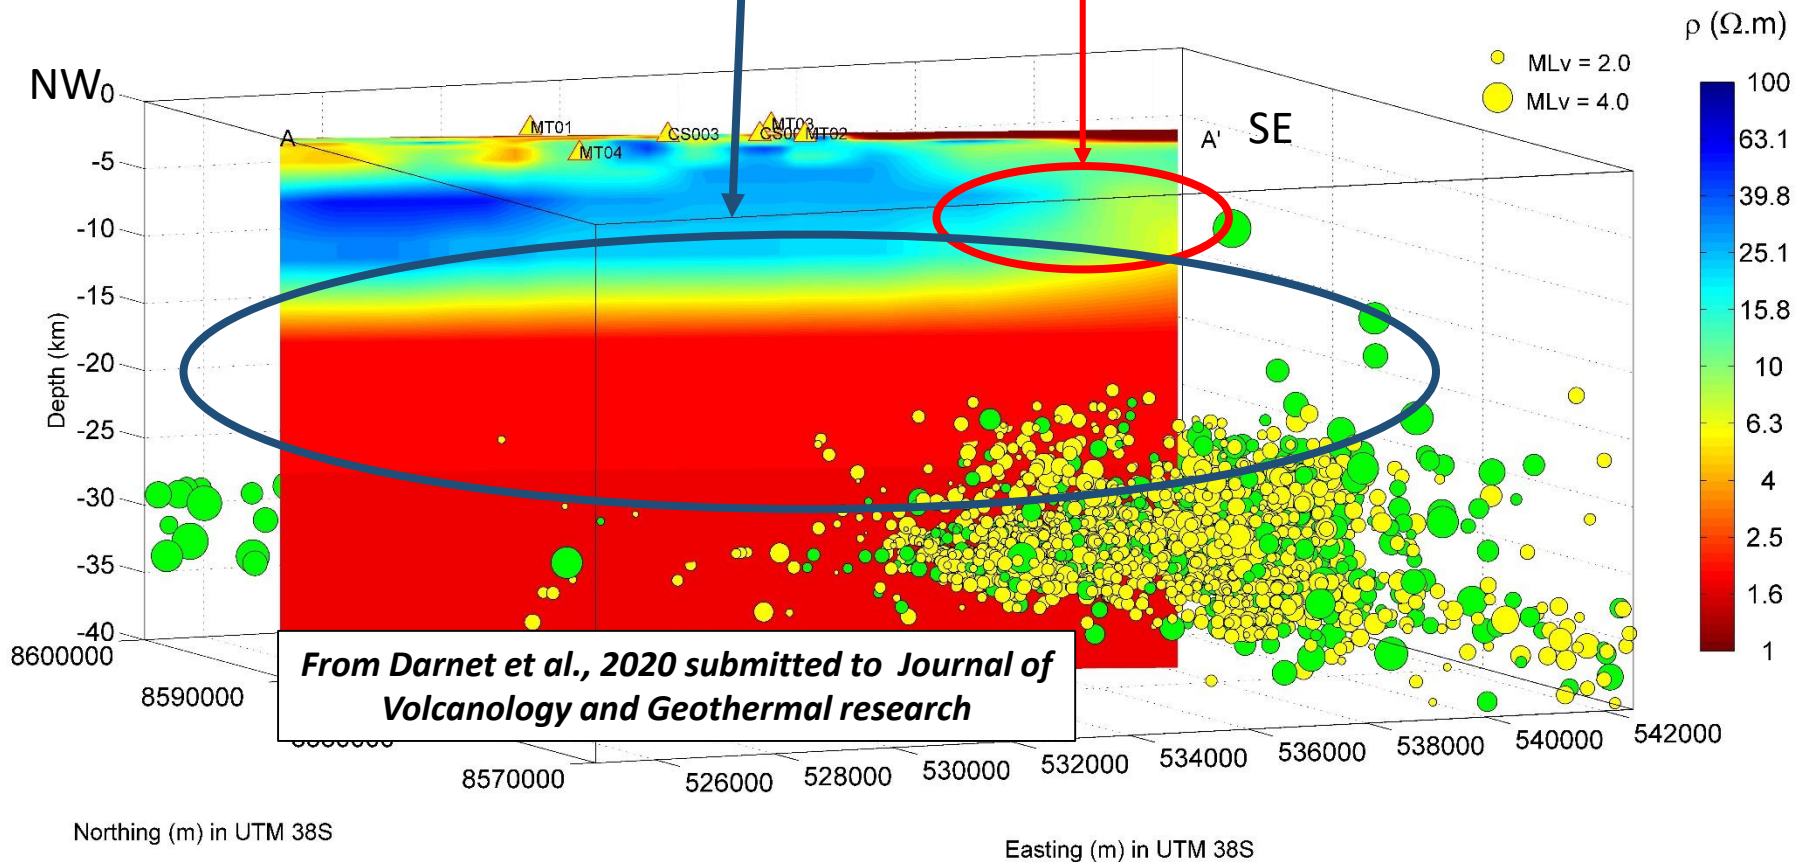 ρ (Ω.m)
MLv = 2.0
MLv = 4.0
NW
SE
A
A'
MT01
MT04
CS003
MT03
MT02
0
-5
-10
-15
-20
-25
-30
-35
-40
Depth (km)
100
63.1
39.8
25.1
15.8
10
6.3
4
2.5
1.6
1
From Darnet et al., 2020 submitted to Journal of
Volcanology and Geothermal research
8600000
8590000
8570000
526000
528000
530000
532000
534000
536000
538000
540000
542000
Northing (m) in UTM 38S
Easting (m) in UTM 38S